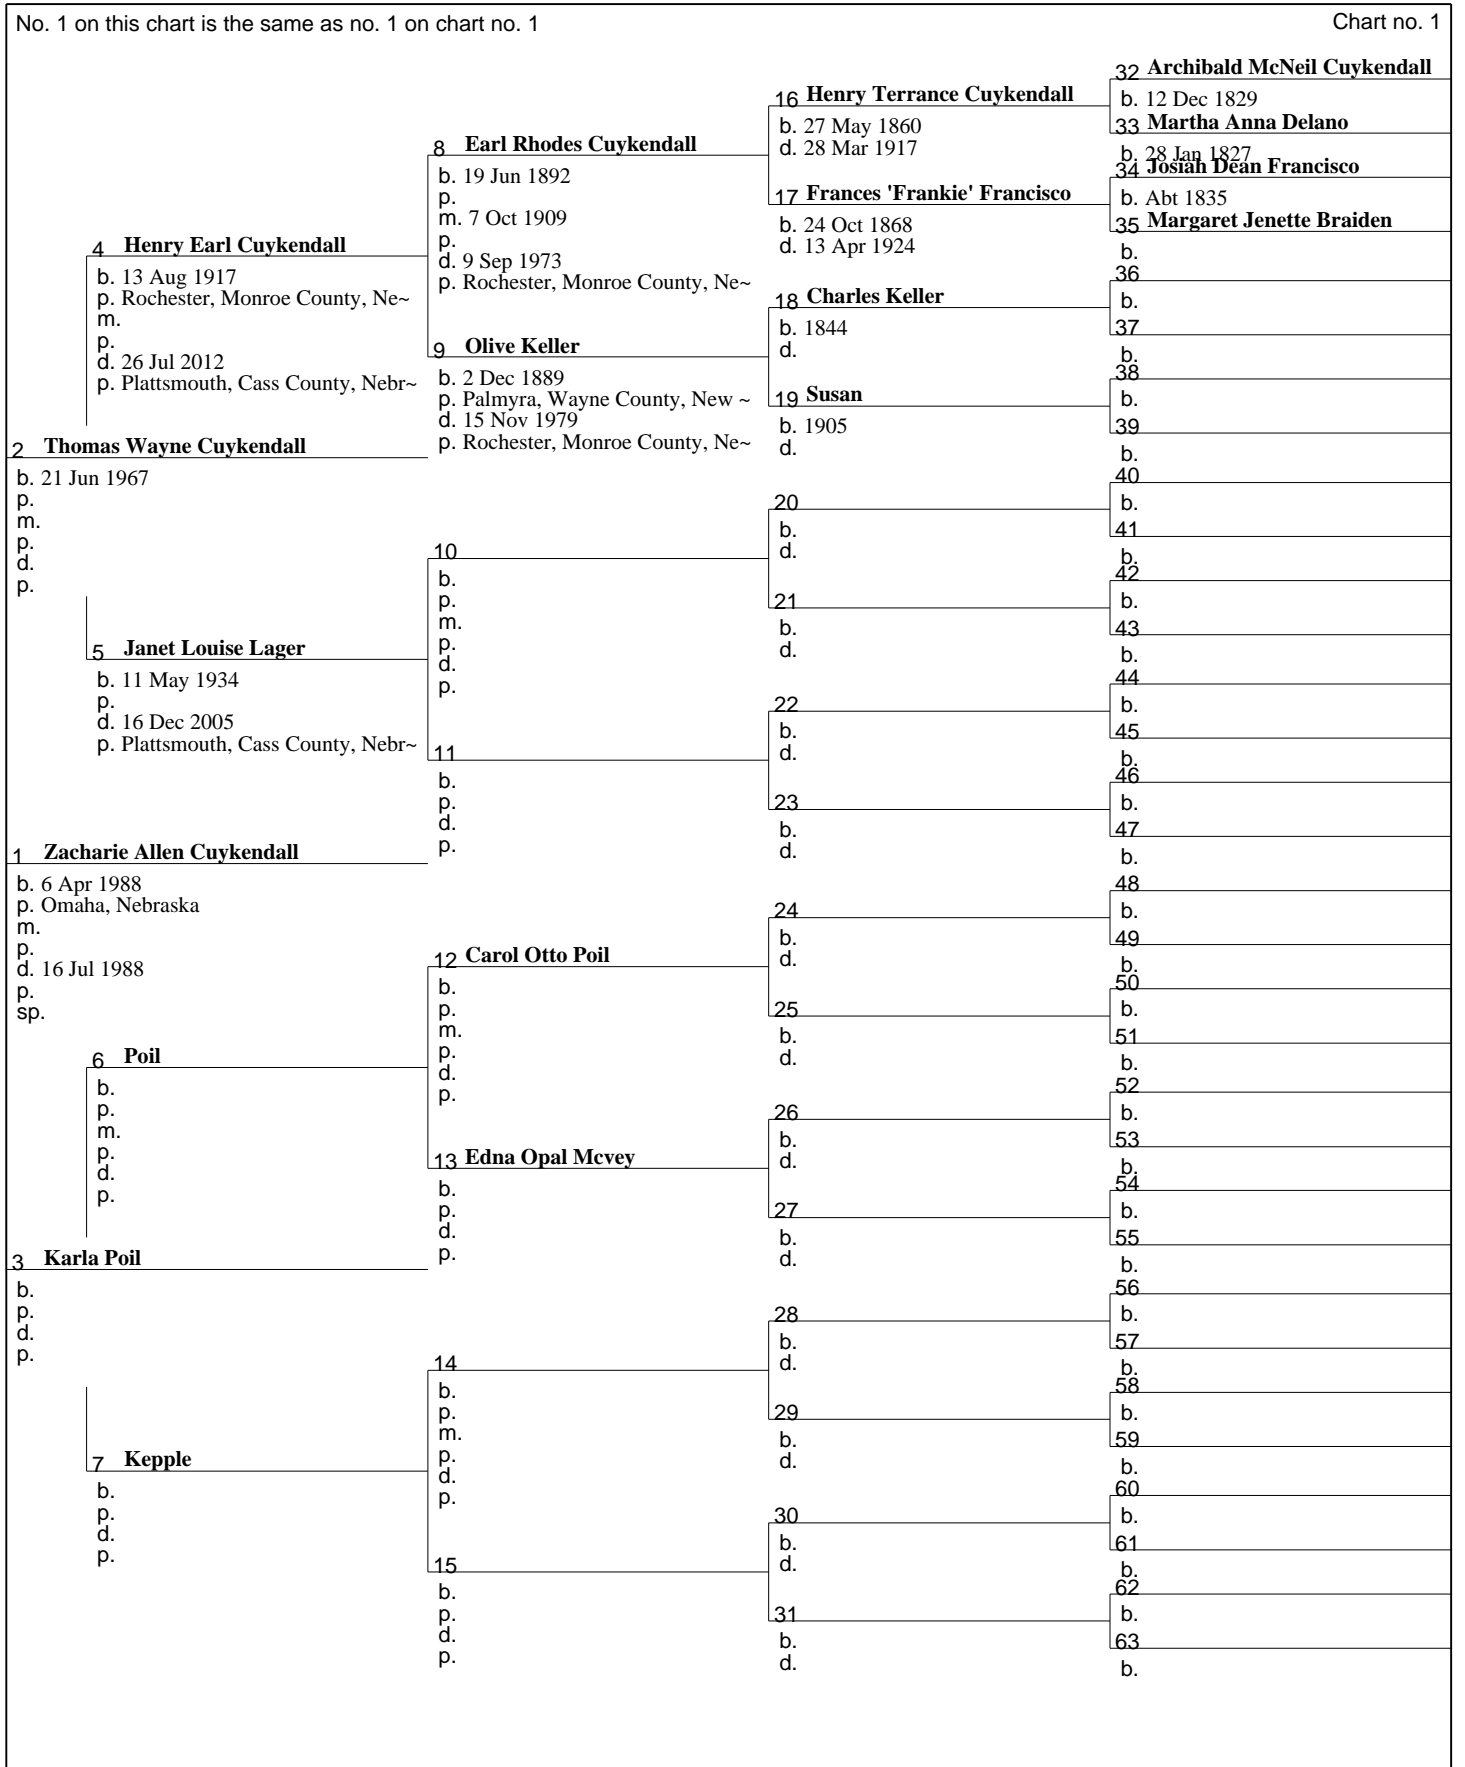 No. 1 on this chart is the same as no. 1 on chart no. 1
Chart no. 1
32 Archibald McNeil Cuykendall
b. 12 Dec 1829
16 Henry Terrance Cuykendall
b. 27 May 1860
d. 28 Mar 1917
33 Martha Anna Delano
b. 28 Jan 1827
8 Earl Rhodes Cuykendall
b. 19 Jun 1892
p.
m. 7 Oct 1909
p.
d. 9 Sep 1973
p. Rochester, Monroe County, Ne~
34 Josiah Dean Francisco
b. Abt 1835
17 Frances 'Frankie' Francisco
b. 24 Oct 1868
d. 13 Apr 1924
35 Margaret Jenette Braiden
b.
4 Henry Earl Cuykendall
b. 13 Aug 1917
p. Rochester, Monroe County, Ne~
m.
p.
d. 26 Jul 2012
p. Plattsmouth, Cass County, Nebr~
36
b.
18 Charles Keller
b. 1844
d.
37
b.
9 Olive Keller
b. 2 Dec 1889
p. Palmyra, Wayne County, New ~
d. 15 Nov 1979
p. Rochester, Monroe County, Ne~
38
b.
19 Susan
b. 1905
d.
39
b.
2 Thomas Wayne Cuykendall
b. 21 Jun 1967
p.
m.
p.
d.
p.
40
b.
20
b.
d.
41
b.
10
b.
p.
m.
p.
d.
p.
42
b.
21
b.
d.
43
b.
5 Janet Louise Lager
b. 11 May 1934
p.
d. 16 Dec 2005
p. Plattsmouth, Cass County, Nebr~
44
b.
22
b.
d.
45
b.
11
b.
p.
d.
p.
46
b.
23
b.
d.
47
b.
1 Zacharie Allen Cuykendall
b. 6 Apr 1988
p. Omaha, Nebraska
m.
p.
d. 16 Jul 1988
p.
sp.
48
b.
24
b.
d.
49
b.
12 Carol Otto Poil
b.
p.
m.
p.
d.
p.
50
b.
25
b.
d.
51
b.
6 Poil
b.
p.
m.
p.
d.
p.
52
b.
26
b.
d.
53
b.
13 Edna Opal Mcvey
b.
p.
d.
p.
54
b.
27
b.
d.
55
b.
3 Karla Poil
b.
p.
d.
p.
56
b.
28
b.
d.
57
b.
14
b.
p.
m.
p.
d.
p.
58
b.
29
b.
d.
59
b.
7 Kepple
b.
p.
d.
p.
60
b.
30
b.
d.
61
b.
15
b.
p.
d.
p.
62
b.
31
b.
d.
63
b.